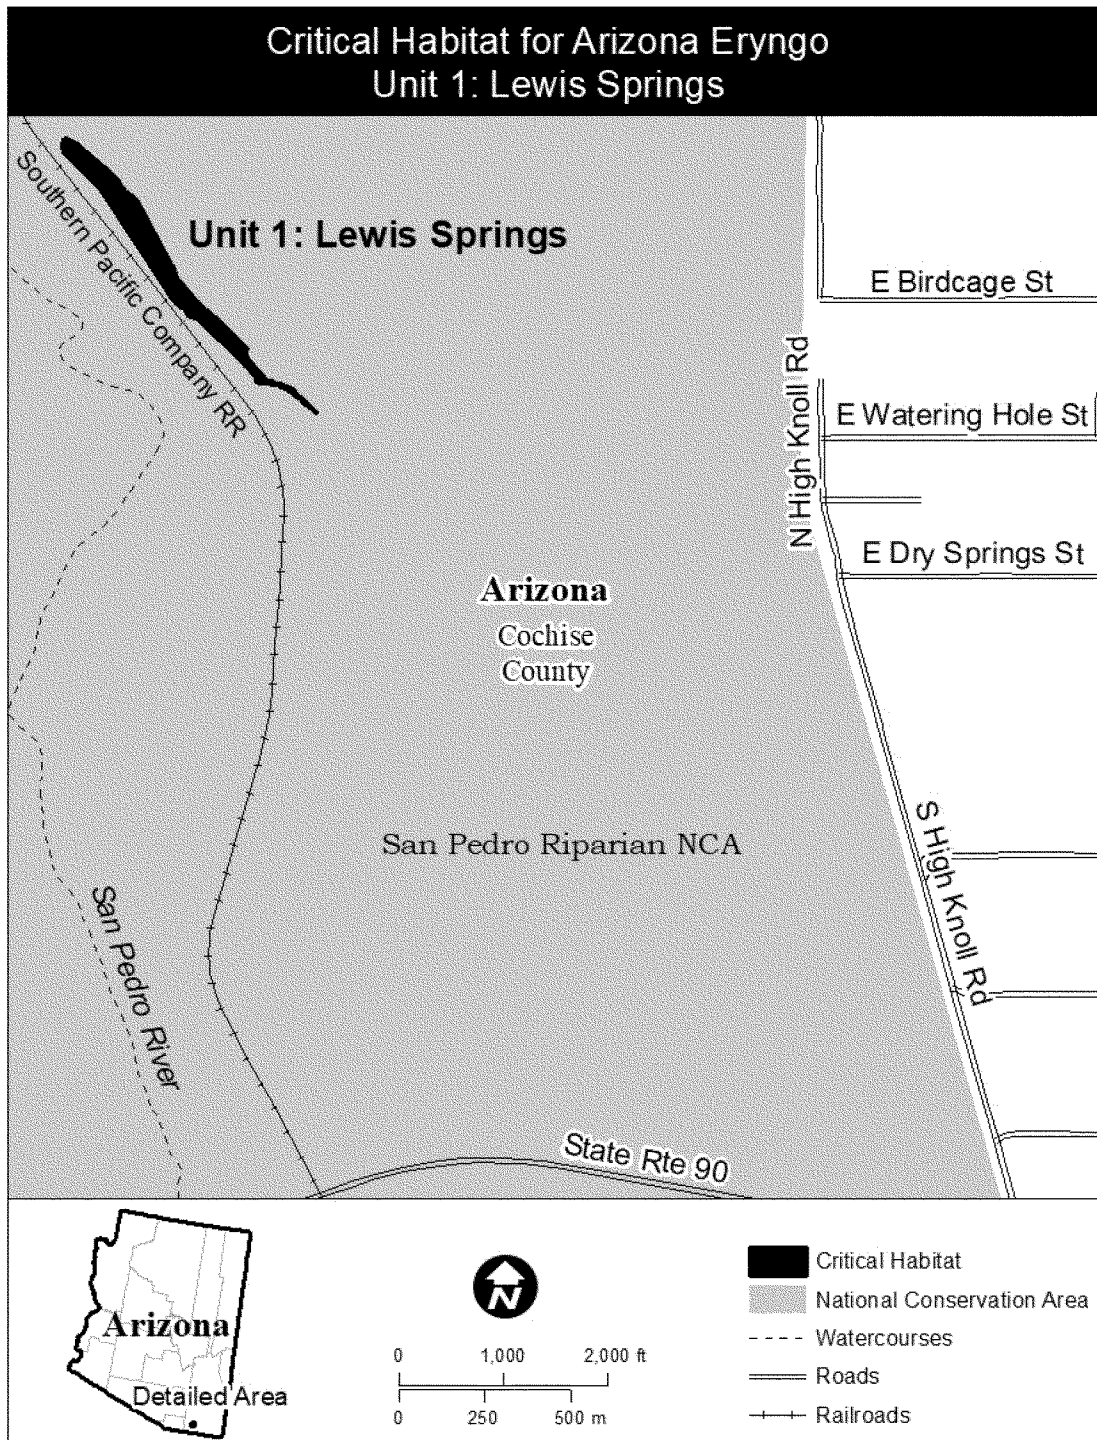 Critical Habitat for Arizona Eryngo
Unit 1: Lewis Springs
Southern Pacific Company RR
Unit 1: Lewis Springs
E Birdcage St
N High Knoll Rd
E Watering Hole St
E Dry Springs St
Arizona
Cochise
County
San Pedro Riparian NCA
S High Knoll Rd
San Pedro River
State Rte 90
Arizona
Detailed Area
N
0 1,000 2,000 ft
0 250 500 m
Critical Habitat
National Conservation Area
Watercourses
Roads
Railroads